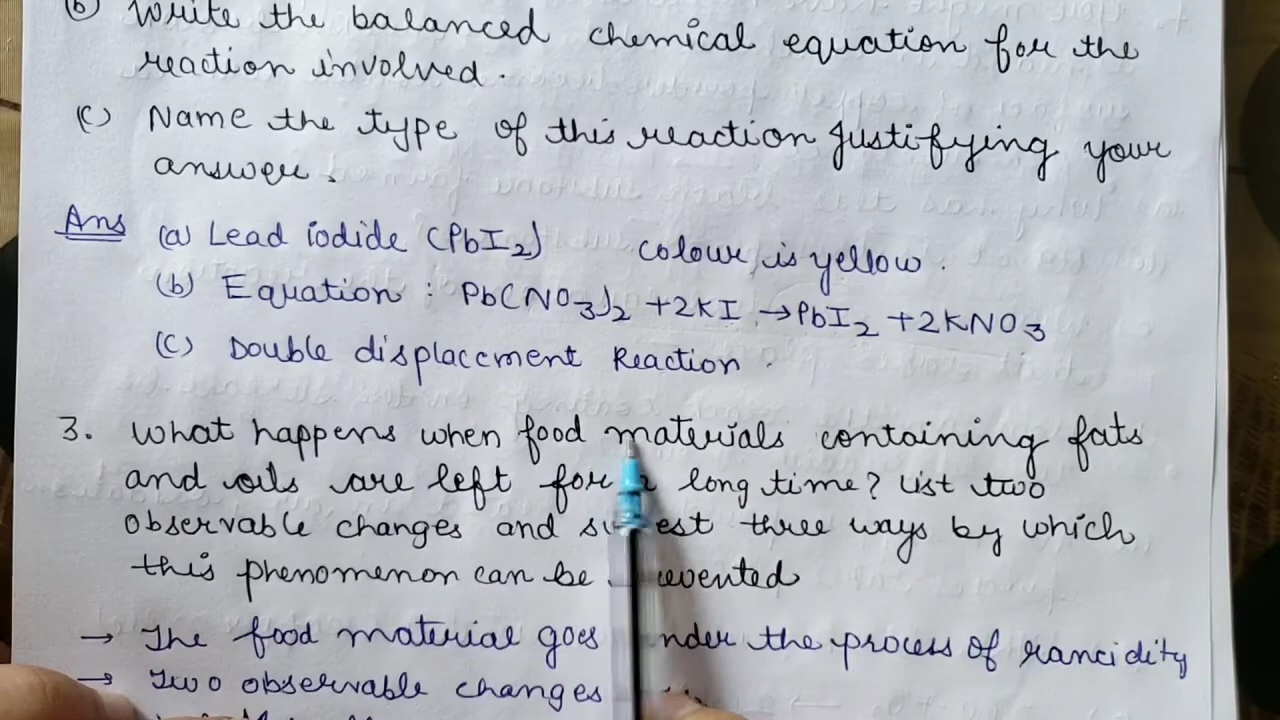 (b) Write the balanced chemical equation for the
reaction involved.
(c) Name the type of this reaction justifying your
answer.
Ans (a) Lead iodide (PbI2) colour is yellow.
(b) Equation : Pb(NO3)2 + 2KI → PbI2 + 2KNO3
(c) Double displacement Reaction.
3. What happens when food materials containing fats
and oils are left for long time? List two
observable changes and three ways by which
this phenomenon can be
→ The food material goes the process of rancidity
→ Two observable changes